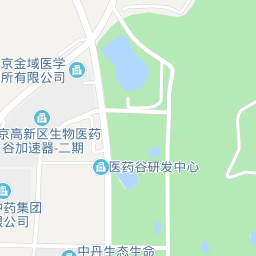 京金域医学
所有限公司
京高新区生物医药
谷加速器-二期
医药谷研发中心
中药集团
限公司
中丹生态生命